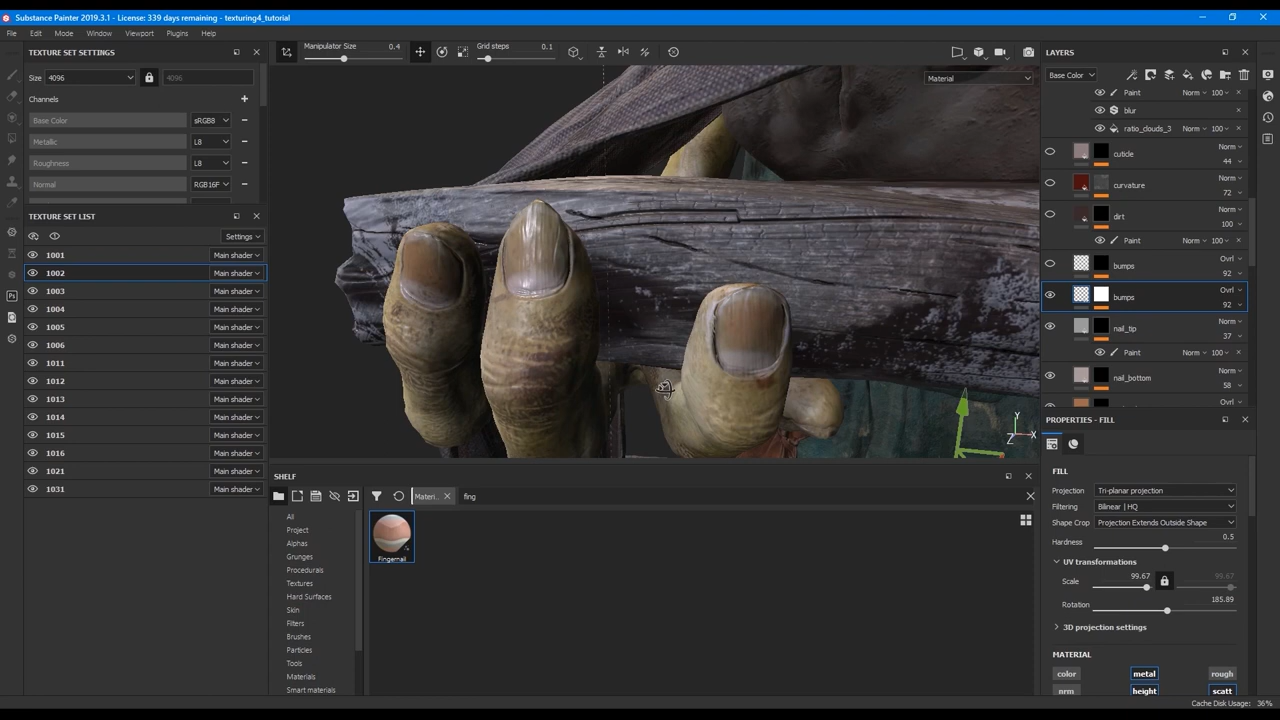 Substance Painter 2019.3.1 - License: 339 days remaining - texturing4_tutorial
File Edit Mode Window Viewport Plugins Help
TEXTURE SET SETTINGS
Size 4096 4096
Channels
Base Color sRGB8
Metallic L8
Roughness L8
Normal RGB16F
TEXTURE SET LIST
Settings
1001 Main shader
1002 Main shader
1003 Main shader
1004 Main shader
1005 Main shader
1006 Main shader
1011 Main shader
1012 Main shader
1013 Main shader
1014 Main shader
1015 Main shader
1016 Main shader
1021 Main shader
1031 Main shader
Manipulator Size 0.4 Grid steps 0.1
Material
Y
Z X
SHELF
Materi... fing
All
Project
Alphas
Grunges
Procedurals
Textures
Hard Surfaces
Skin
Filters
Brushes
Particles
Tools
Materials
Smart materials
Fingernail
LAYERS
Base Color
Paint Norm 100
blur
ratio_clouds_3 Norm 100
cuticle Norm 44
curvature Norm 72
dirt Norm 100
Paint Norm 100
bumps Ovrl 92
bumps Ovrl 92
nail_tip Norm 37
Paint Norm 100
nail_bottom Norm 58
Ovrl
PROPERTIES - FILL
FILL
Projection Tri-planar projection
Filtering Bilinear | HQ
Shape Crop Projection Extends Outside Shape
Hardness 0.5
UV transformations
Scale 99.67 99.67
Rotation 185.89
3D projection settings
MATERIAL
color metal rough
nrm height scatt
Cache Disk Usage: 36%
Ps